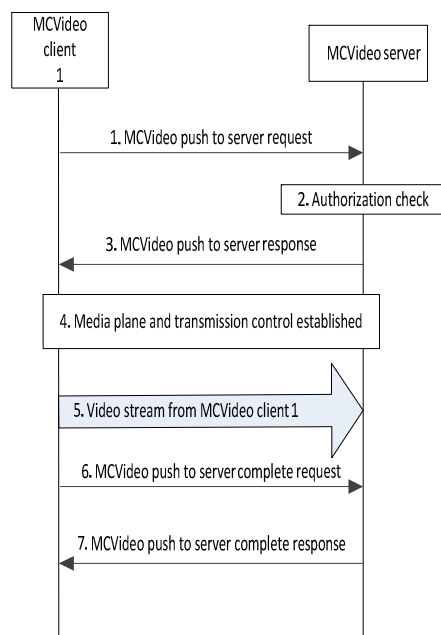 MCVideo
client
1
MCVideo server
1. MCVideo push to server request
2. Authorization check
3. MCVideo push to server response
4. Media plane and transmission control established
5. Video stream from MCVideo client 1
6. MCVideo push to server complete request
7. MCVideo push to server complete response